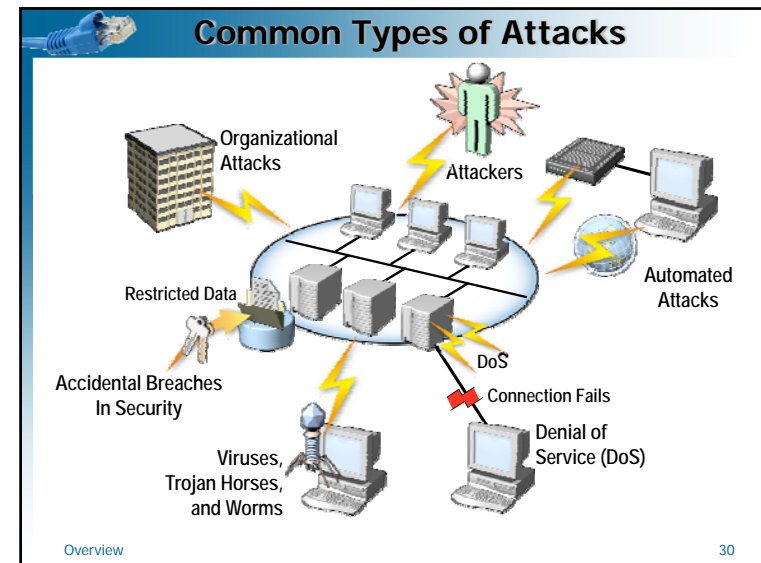 Common Types of Attacks
Organizational
Attacks
Attackers
Automated
Attacks
Restricted Data
Accidental Breaches
In Security
DoS
Connection Fails
Denial of
Service (DoS)
Viruses,
Trojan Horses,
and Worms
Overview
30